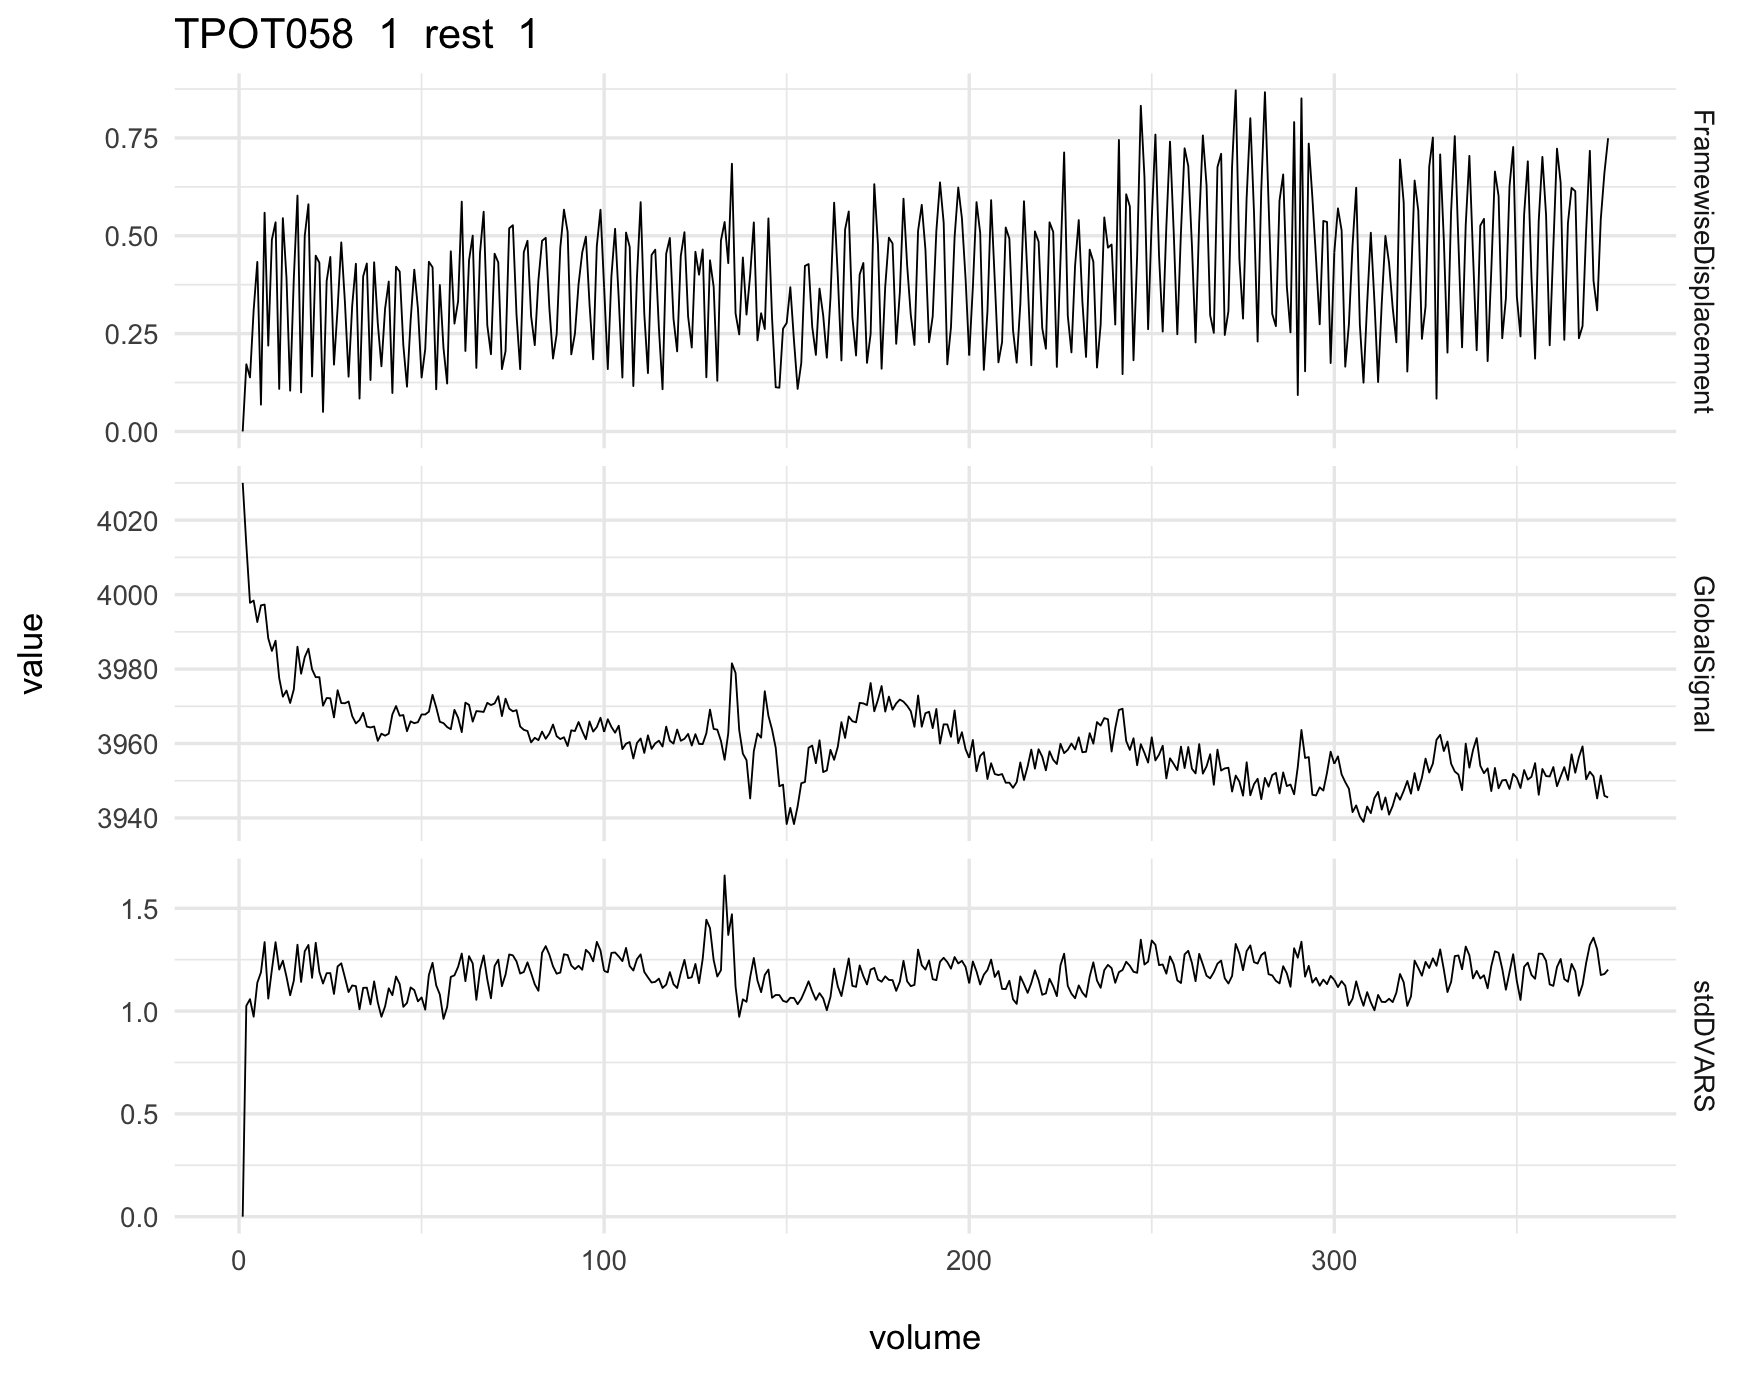 TPOT058 1 rest 1
0.75
0.50
0.25
0.00
FramewiseDisplacement
4020
4000
3980
3960
3940
GlobalSignal
value
1.5
1.0
0.5
0.0
stdDVARS
0 100 200 300
volume